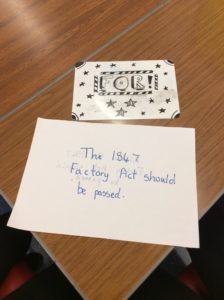 FOR!
The 1847
Factory Act should
be passed.